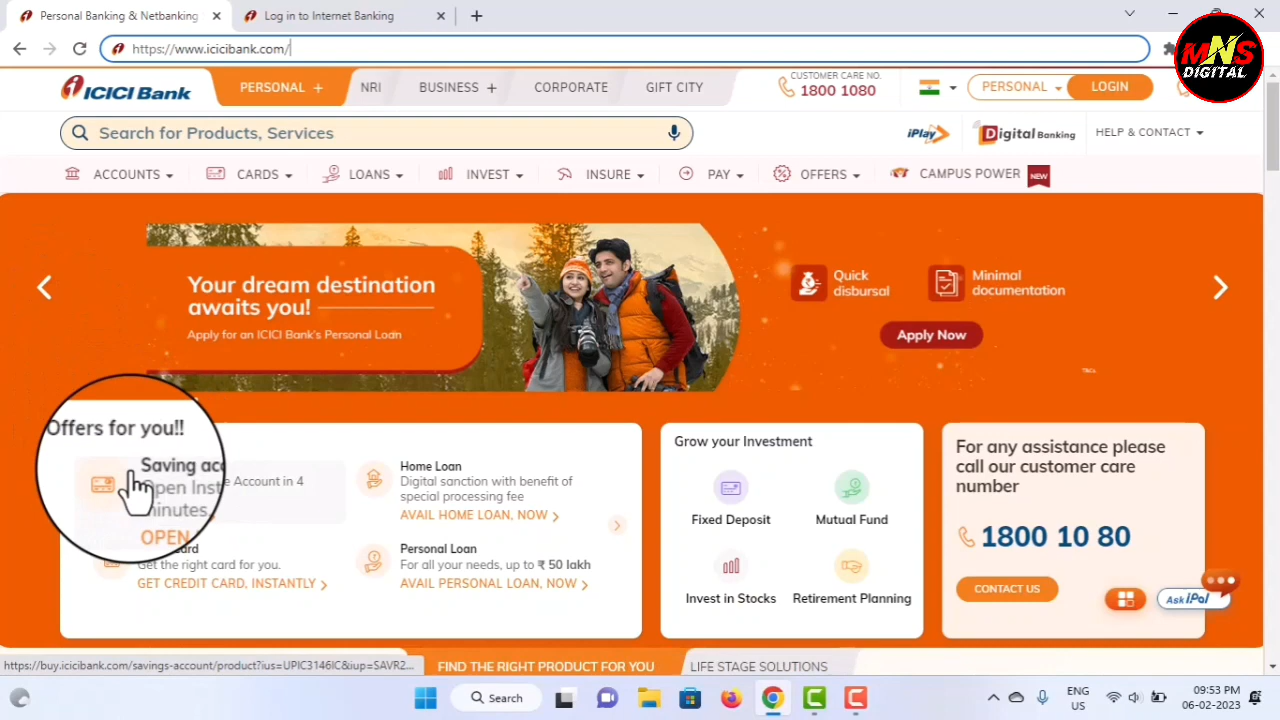 Personal Banking & Netbanking
Log in to Internet Banking
https://www.icicibank.com/
MNS
DIGITAL
ICICI Bank
PERSONAL +
NRI
BUSINESS +
CORPORATE
GIFT CITY
CUSTOMER CARE NO.
1800 1080
PERSONAL
LOGIN
Search for Products, Services
iPlay
Digital Banking
HELP & CONTACT
ACCOUNTS
CARDS
LOANS
INVEST
INSURE
PAY
OFFERS
CAMPUS POWER
NEW
Your dream destination
awaits you!
Apply for an ICICI Bank's Personal Loan
Quick
disbursal
Minimal
documentation
Apply Now
T&Cs
Offers for you!!
Saving acc
Open Inst
e Account in 4
minutes.
OPEN
ard
Get the right card for you.
GET CREDIT CARD, INSTANTLY
Home Loan
Digital sanction with benefit of
special processing fee
AVAIL HOME LOAN, NOW
Personal Loan
For all your needs, up to ₹ 50 lakh
AVAIL PERSONAL LOAN, NOW
Grow your Investment
Fixed Deposit
Mutual Fund
Invest in Stocks
Retirement Planning
For any assistance please
call our customer care
number
1800 10 80
CONTACT US
Ask iPal
https://buy.icicibank.com/savings-account/product?ius=UPIC3146IC&iup=SAVR2...
FIND THE RIGHT PRODUCT FOR YOU
LIFE STAGE SOLUTIONS
Search
ENG
US
09:53 PM
06-02-2023